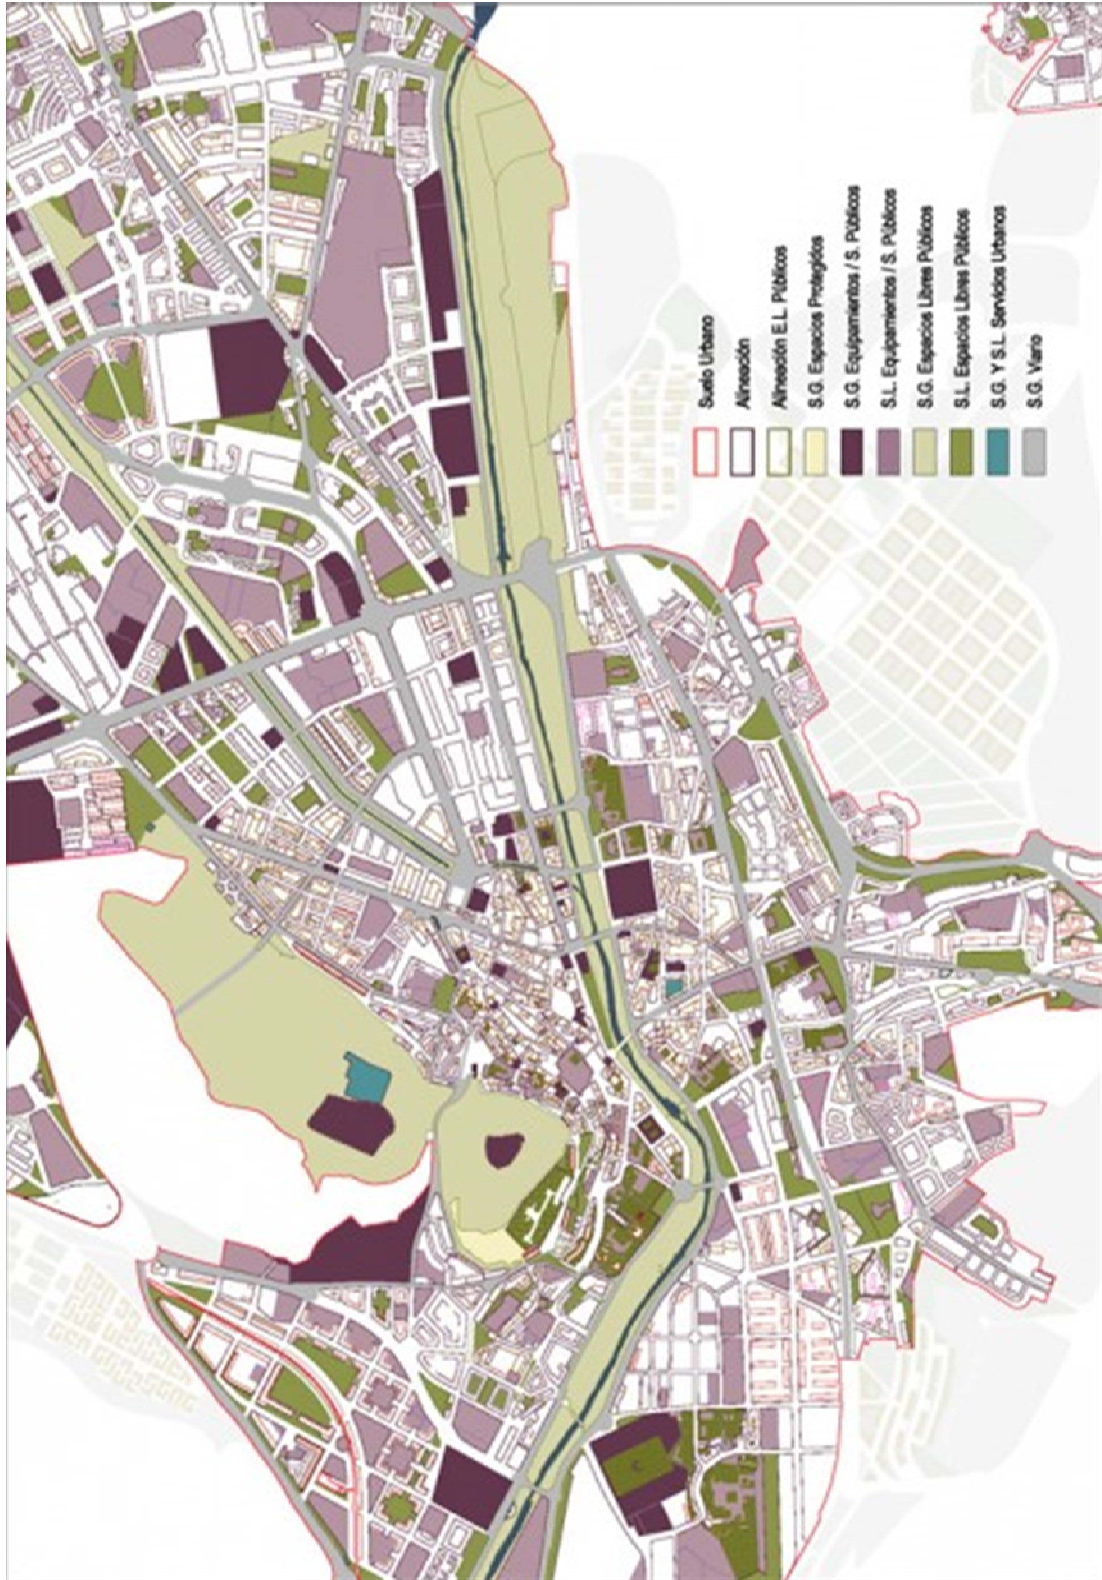 Suelo Urbano
Alineación
Alineación E.L. Públicos
S.G. Espacios Protegidos
S.G. Equipamientos / S. Públicos
S.L. Equipamientos / S. Públicos
S.G. Espacios Libres Públicos
S.L. Espacios Libres Públicos
S.G. Y S.L. Servicios Urbanos
S.G. Viario